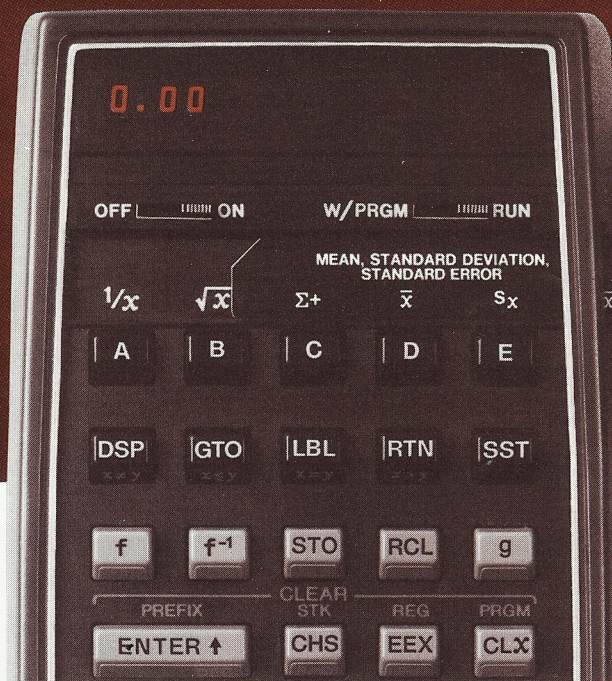 0.00
OFF ON W/PRGM RUN
MEAN, STANDARD DEVIATION,
STANDARD ERROR
1/x √x Σ+ x̄ sx x̄
A B C D E
DSP GTO LBL RTN SST
x≠y x≤y x=y x>y
f f⁻¹ STO RCL g
CLEAR
PREFIX STK REG PRGM
ENTER↑ CHS EEX CLX